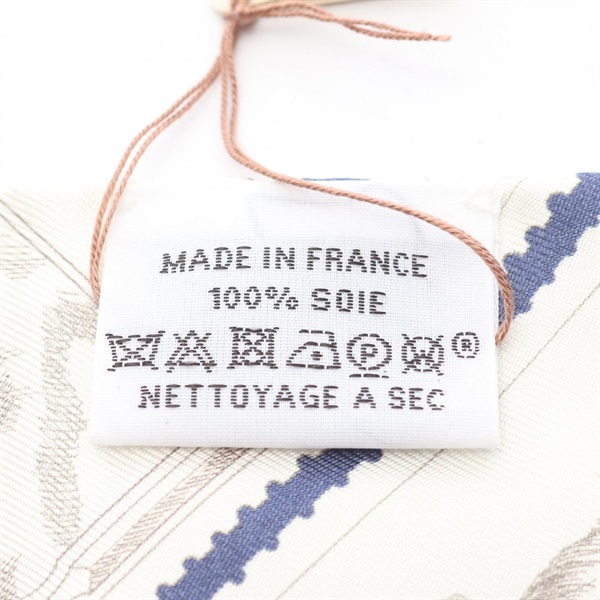 MADE IN FRANCE
100% SOIE
P ®
NETTOYAGE A SEC